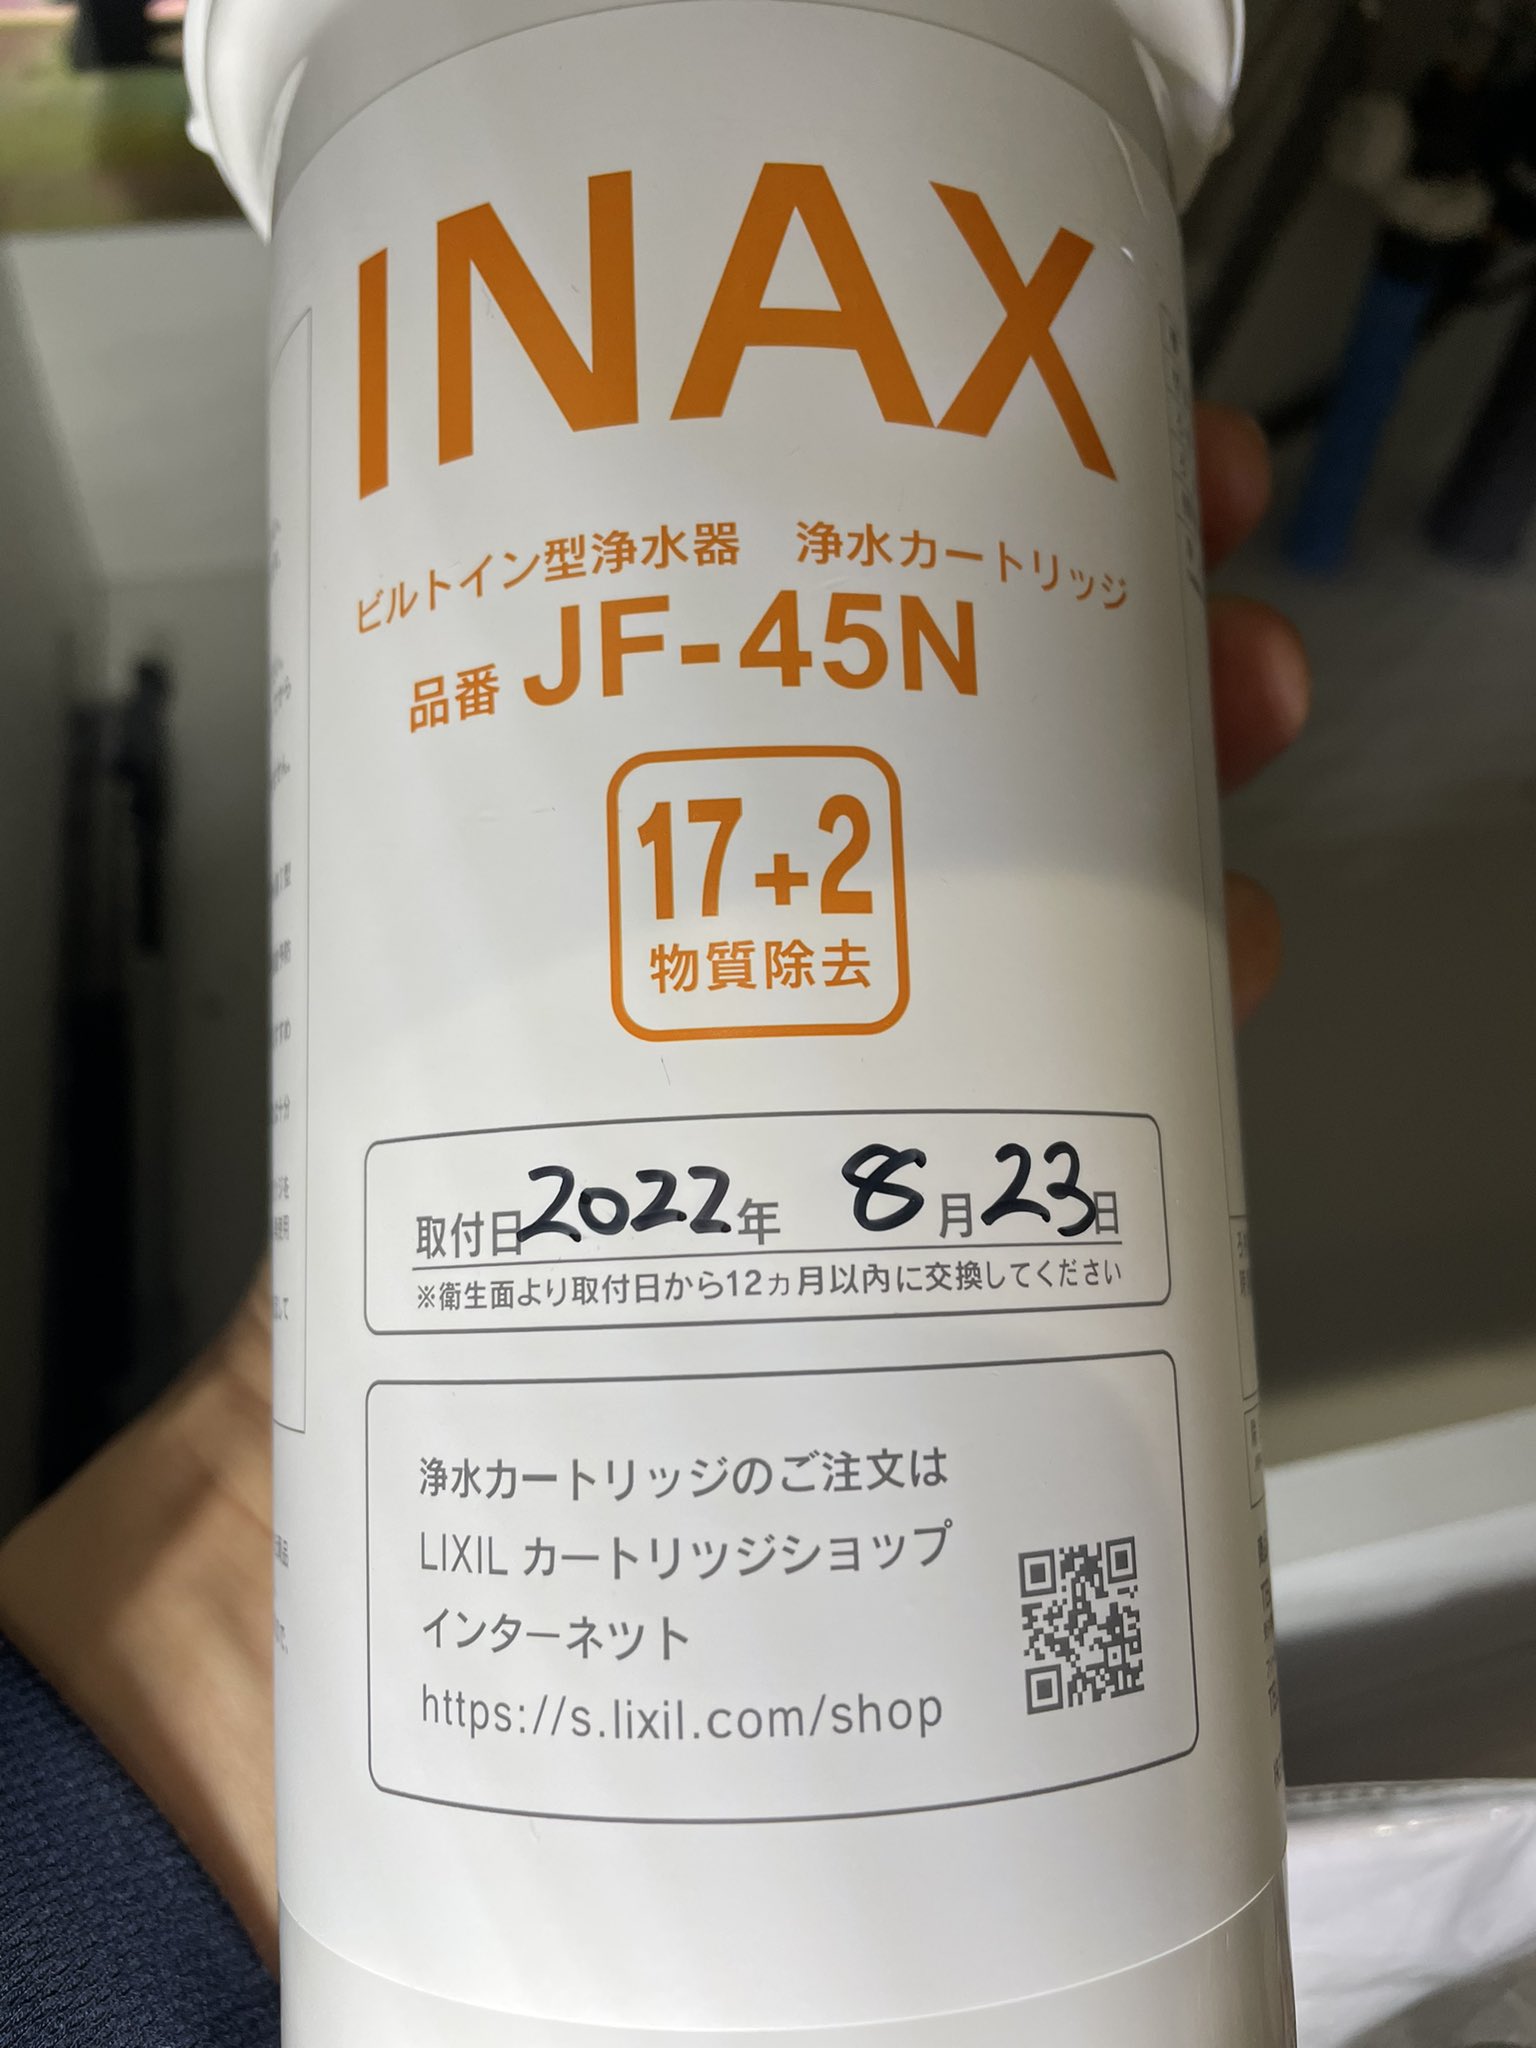 INAX
ビルトイン型浄水器　浄水カートリッジ
品番 JF-45N
17+2
物質除去
取付日2022年 8月23日
※衛生面より取付日から12ヵ月以内に交換してください
浄水カートリッジのご注文は
LIXIL カートリッジショップ
インターネット
https://s.lixil.com/shop